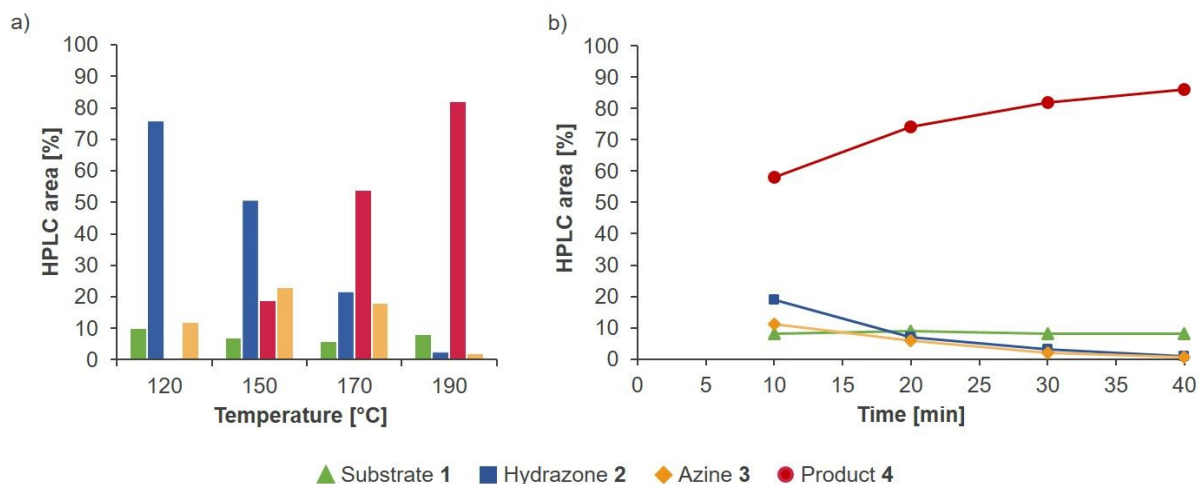 a)
100
90
80
70
60
50
40
30
20
10
0
HPLC area [%]
120 150 170 190
Temperature [°C]
b)
100
90
80
70
60
50
40
30
20
10
0
HPLC area [%]
0 5 10 15 20 25 30 35 40
Time [min]
Substrate 1 Hydrazone 2 Azine 3 Product 4